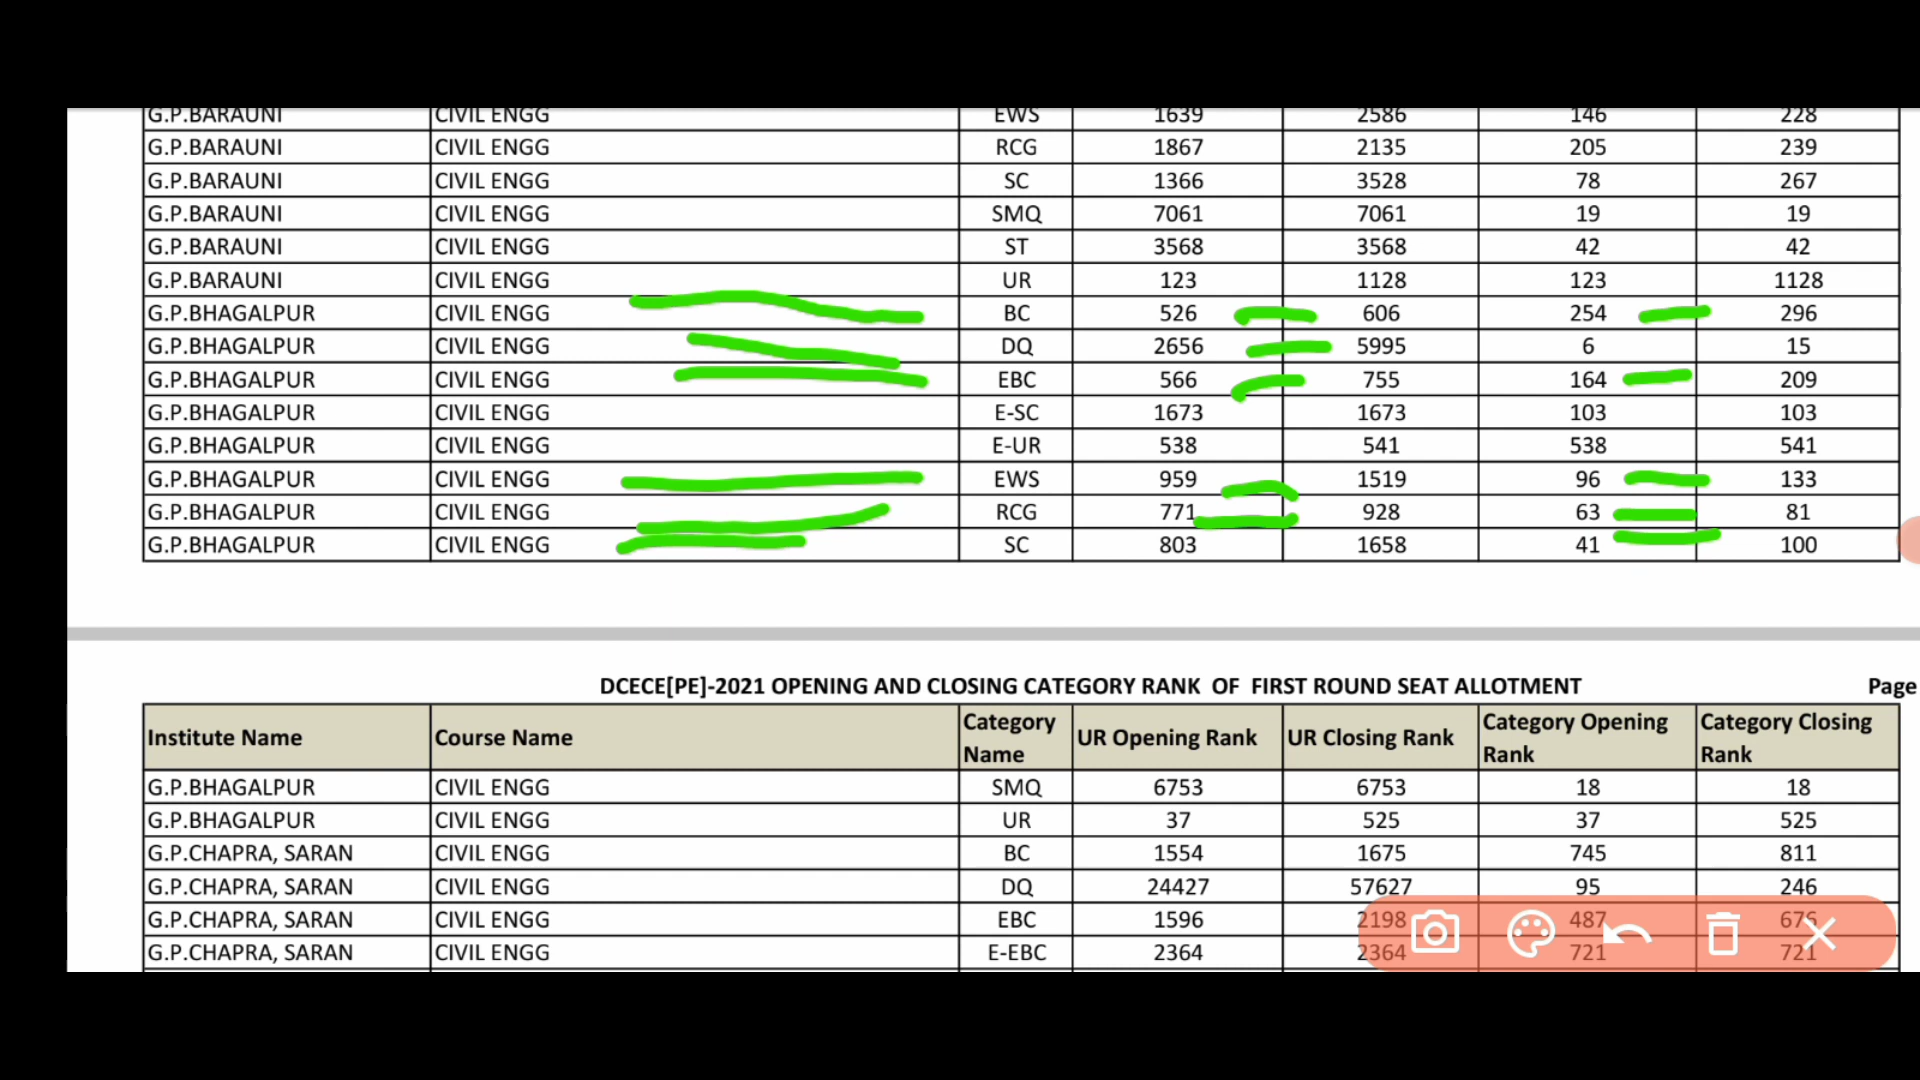 G.P.BARAUNI CIVIL ENGG EWS 1639 2586 146 228
G.P.BARAUNI CIVIL ENGG RCG 1867 2135 205 239
G.P.BARAUNI CIVIL ENGG SC 1366 3528 78 267
G.P.BARAUNI CIVIL ENGG SMQ 7061 7061 19 19
G.P.BARAUNI CIVIL ENGG ST 3568 3568 42 42
G.P.BARAUNI CIVIL ENGG UR 123 1128 123 1128
G.P.BHAGALPUR CIVIL ENGG BC 526 606 254 296
G.P.BHAGALPUR CIVIL ENGG DQ 2656 5995 6 15
G.P.BHAGALPUR CIVIL ENGG EBC 566 755 164 209
G.P.BHAGALPUR CIVIL ENGG E-SC 1673 1673 103 103
G.P.BHAGALPUR CIVIL ENGG E-UR 538 541 538 541
G.P.BHAGALPUR CIVIL ENGG EWS 959 1519 96 133
G.P.BHAGALPUR CIVIL ENGG RCG 771 928 63 81
G.P.BHAGALPUR CIVIL ENGG SC 803 1658 41 100
DCECE[PE]-2021 OPENING AND CLOSING CATEGORY RANK OF FIRST ROUND SEAT ALLOTMENT Page
Institute Name Course Name Category Name UR Opening Rank UR Closing Rank Category Opening Rank Category Closing Rank
G.P.BHAGALPUR CIVIL ENGG SMQ 6753 6753 18 18
G.P.BHAGALPUR CIVIL ENGG UR 37 525 37 525
G.P.CHAPRA, SARAN CIVIL ENGG BC 1554 1675 745 811
G.P.CHAPRA, SARAN CIVIL ENGG DQ 24427 57627 95 246
G.P.CHAPRA, SARAN CIVIL ENGG EBC 1596 2198 487 676
G.P.CHAPRA, SARAN CIVIL ENGG E-EBC 2364 2364 721 721